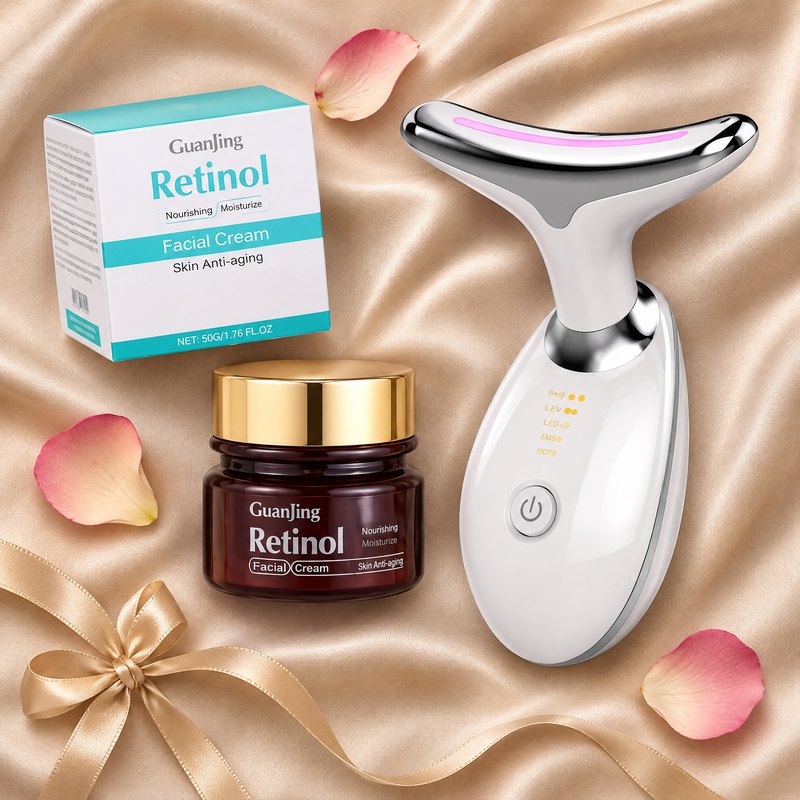 GuanJing
Retinol
Nourishing Moisturize
Facial Cream
Skin Anti-aging
NET: 50G/1.76 FL.OZ
GuanJing
Retinol
Nourishing
Moisturize
Facial Cream
Skin Anti-aging
LEV
LED
EMS
HOT